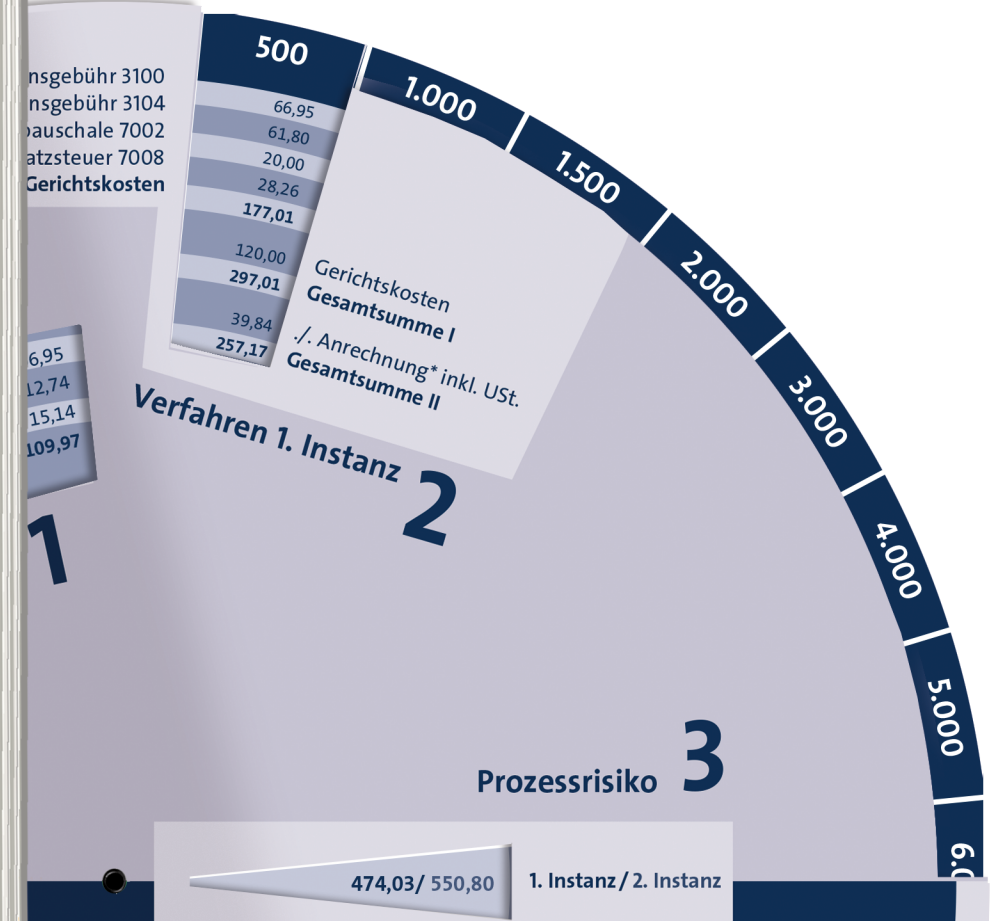 500
1.000
1.500
2.000
3.000
4.000
5.000
nsgebühr 3100
nsgebühr 3104
pauschale 7002
atzsteuer 7008
Gerichtskosten
66,95
61,80
20,00
28,26
177,01
120,00
297,01
39,84
257,17
Gerichtskosten
Gesamtsumme I
./. Anrechnung* inkl. USt.
Gesamtsumme II
6,95
12,74
15,14
109,97
Verfahren 1. Instanz 2
1
Prozessrisiko 3
474,03/ 550,80 1. Instanz/ 2. Instanz